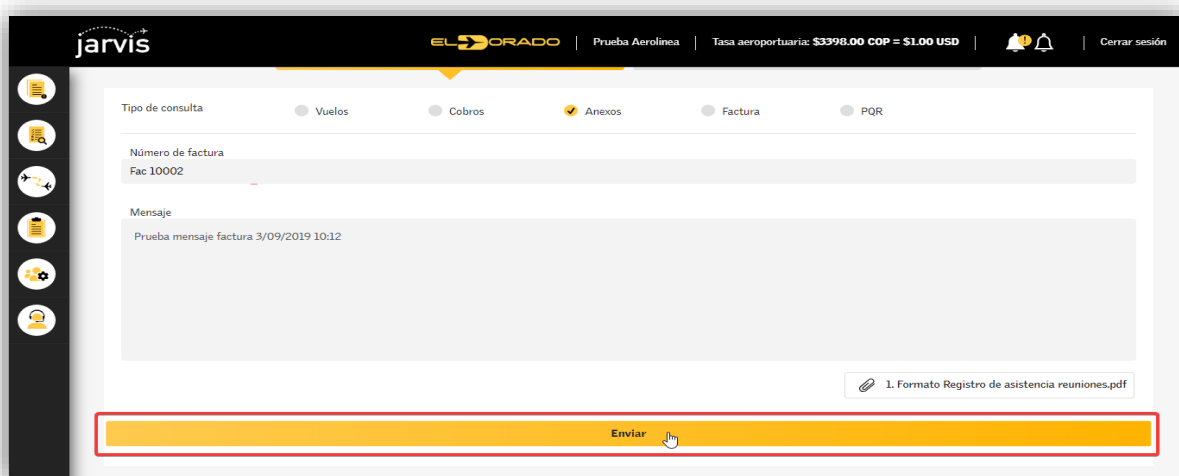 jarvis
EL DORADO | Prueba Aerolinea | Tasa aeroportuaria: $3398.00 COP = $1.00 USD | Cerrar sesión
Tipo de consulta Vuelos Cobros Anexos Factura PQR
Número de factura
Fac 10002
Mensaje
Prueba mensaje factura 3/09/2019 10:12
1. Formato Registro de asistencia reuniones.pdf
Enviar